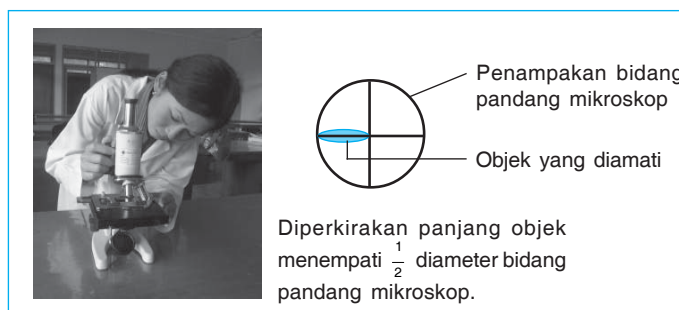 Penampakan bidang
pandang mikroskop
Objek yang diamati
Diperkirakan panjang objek
menempati 1/2 diameter bidang
pandang mikroskop.